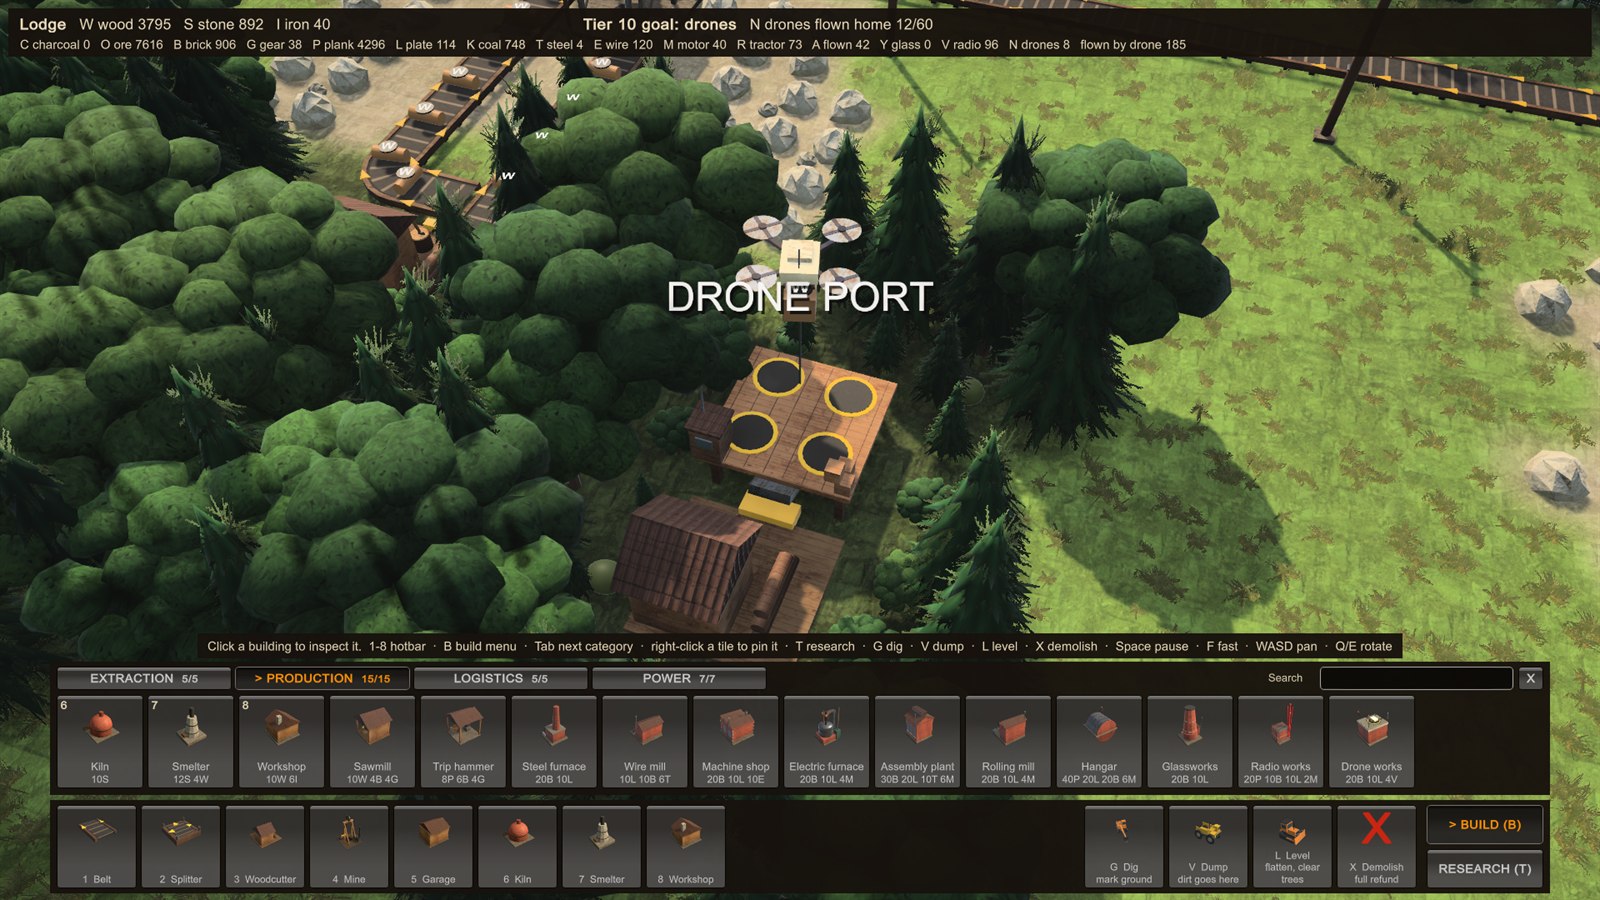 Lodge W wood 3795 S stone 892 I iron 40
Tier 10 goal: drones N drones flown home 12/60
C charcoal 0 O ore 7616 B brick 906 G gear 38 P plank 4296 L plate 114 K coal 748 T steel 4 E wire 120 M motor 40 R tractor 73 A flown 42 Y glass 0 V radio 96 N drones 8 flown by drone 185
W
W
W
W
W
W
W
W
W
DRONE PORT
Click a building to inspect it. 1-8 hotbar · B build menu · Tab next category · right-click a tile to pin it · T research · G dig · V dump · L level · X demolish · Space pause · F fast · WASD pan · Q/E rotate
EXTRACTION 5/5
> PRODUCTION 15/15
LOGISTICS 5/5
POWER 7/7
Search
X
6 Kiln
10S
7 Smelter
12S 4W
8 Workshop
10W 6I
Sawmill
10W 4B 4G
Trip hammer
8P 6B 4G
Steel furnace
20B 10L
Wire mill
10L 10B 6T
Machine shop
20B 10L 10E
Electric furnace
20B 10L 4M
Assembly plant
30B 20L 10T 6M
Rolling mill
20B 10L 4M
Hangar
40P 20L 20B 6M
Glassworks
20B 10L
Radio works
20P 10B 10L 2M
Drone works
20B 10L 4V
1 Belt
2 Splitter
3 Woodcutter
4 Mine
5 Garage
6 Kiln
7 Smelter
8 Workshop
G Dig
mark ground
V Dump
dirt goes here
L Level
flatten, clear
trees
X Demolish
full refund
> BUILD (B)
RESEARCH (T)